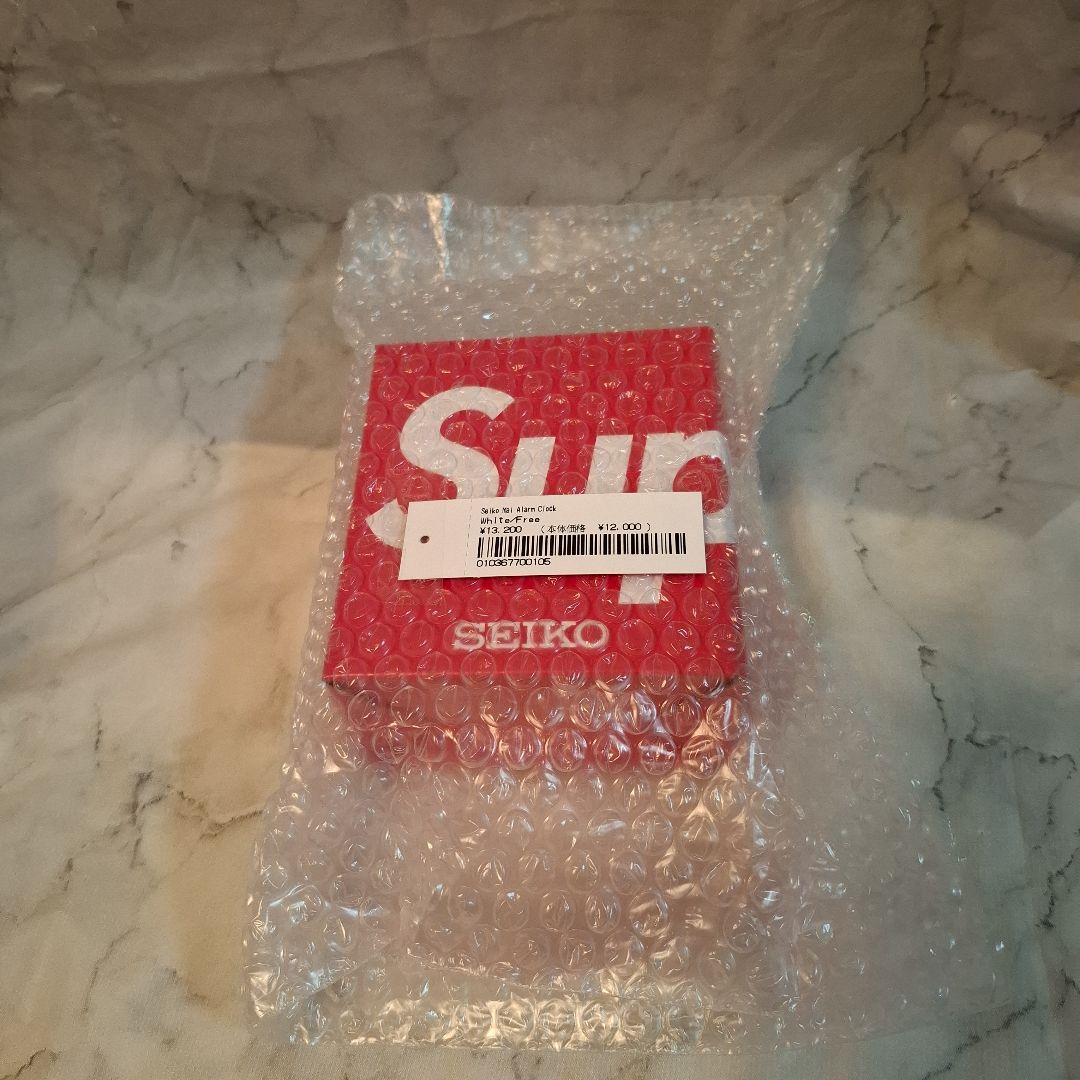 Sup
Seiko Mai Alarm Clock
White/Free
¥13.200 (本体価格 ¥12.000 )
010367700105
SEIKO